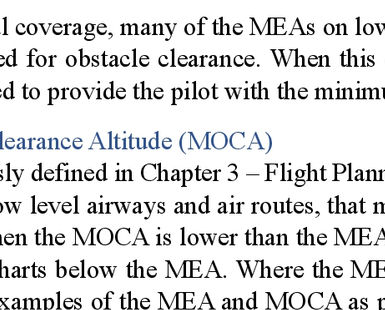 coverage, many of the MEAs on low
for obstacle clearance. When this
to provide the pilot with the minimu
learance Altitude (MOCA)
sly defined in Chapter 3 – Flight Plann
ow level airways and air routes, that m
hen the MOCA is lower than the MEA
harts below the MEA. Where the ME
xamples of the MEA and MOCA as p